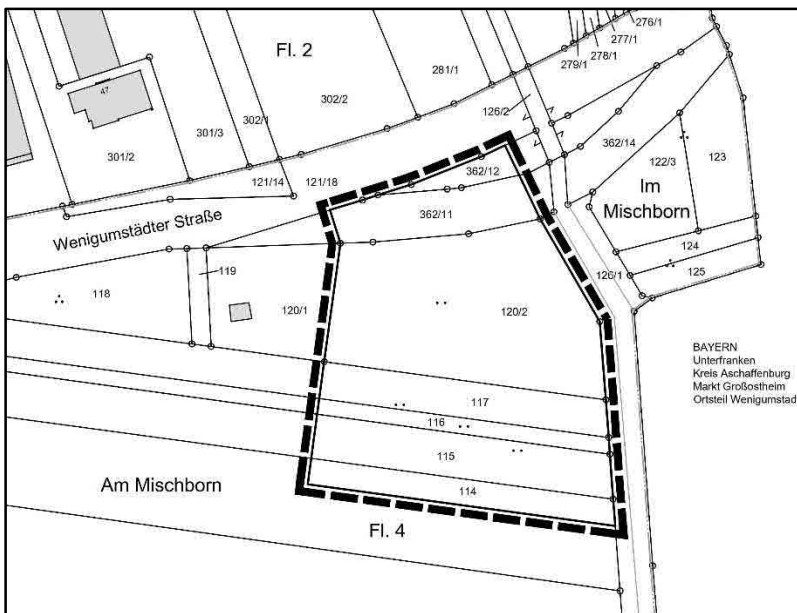 276/1
277/1
278/1
279/1
Fl. 2
281/1
302/2
302/1
301/3
301/2
47
126/2
362/14
122/3
123
121/14
121/18
362/12
362/11
Im
Mischborn
Wenigumstädter Straße
124
125
126/1
119
118
120/1
120/2
BAYERN
Unterfranken
Kreis Aschaffenburg
Markt Großostheim
Ortsteil Wenigumstad
117
116
115
114
Am Mischborn
Fl. 4